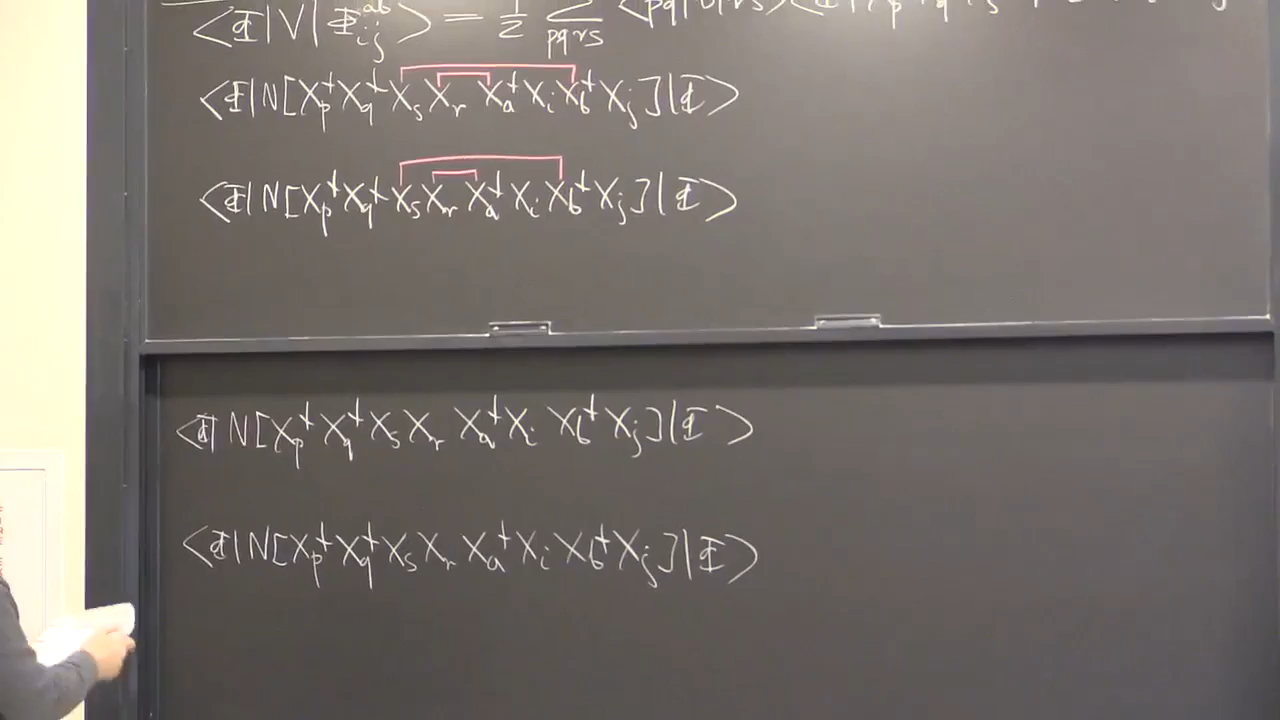 <Φ|V|Φ_{ij}^{ab}> = 1/2 Σ_{pqrs} <pq|v|rs><Φ|
<Φ|N[X_p^† X_q^† X_s X_r X_a^† X_i X_b^† X_j]|Φ>
<Φ|N[X_p^† X_q^† X_s X_r X_a^† X_i X_b^† X_j]|Φ>
<Φ|N[X_p^† X_q^† X_s X_r X_a^† X_i X_b^† X_j]|Φ>
<Φ|N[X_p^† X_q^† X_s X_r X_a^† X_i X_b^† X_j]|Φ>